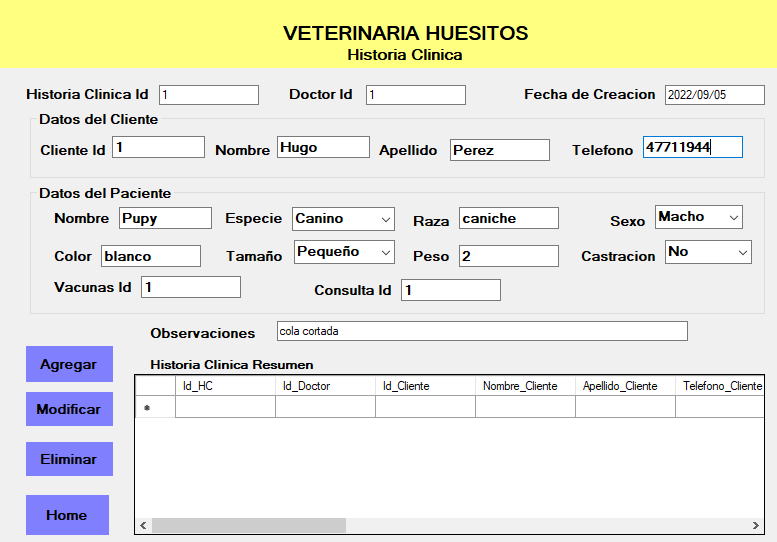 VETERINARIA HUESITOS
Historia Clinica
Historia Clinica Id 1 Doctor Id 1 Fecha de Creacion 2022/09/05
Datos del Cliente
Cliente Id 1 Nombre Hugo Apellido Perez Telefono 47711944
Datos del Paciente
Nombre Pupy Especie Canino Raza caniche Sexo Macho
Color blanco Tamaño Pequeño Peso 2 Castracion No
Vacunas Id 1 Consulta Id 1
Observaciones cola cortada
Agregar
Modificar
Eliminar
Home
Historia Clinica Resumen
Id_HC Id_Doctor Id_Cliente Nombre_Cliente Apellido_Cliente Telefono_Cliente